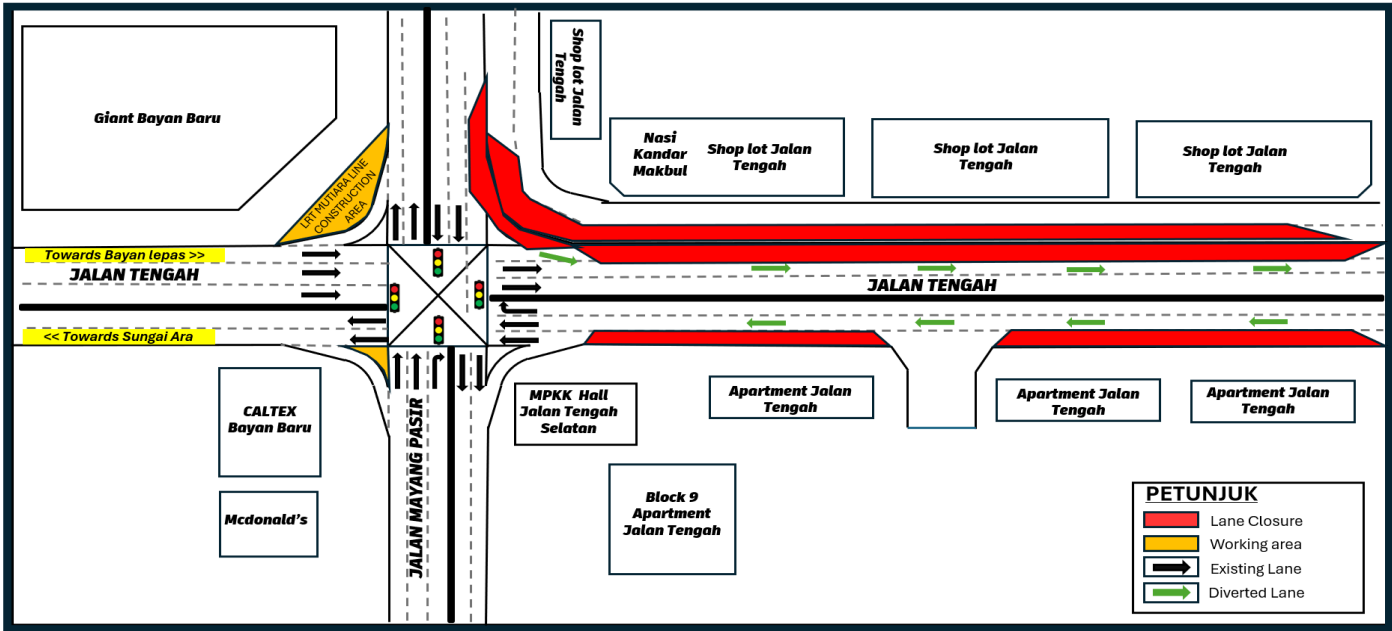 Giant Bayan Baru
LRT MUTIARA LINE
CONSTRUCTION
AREA
Shop lot Jalan
Tengah
Nasi
Kandar
Makbul
Shop lot Jalan
Tengah
Shop lot Jalan
Tengah
Shop lot Jalan
Tengah
Towards Bayan lepas >>
JALAN TENGAH
JALAN TENGAH
<< Towards Sungai Ara
CALTEX
Bayan Baru
Mcdonald's
JALAN MAYANG PASIR
MPKK Hall
Jalan Tengah
Selatan
Apartment Jalan
Tengah
Apartment Jalan
Tengah
Apartment Jalan
Tengah
Block 9
Apartment
Jalan Tengah
PETUNJUK
Lane Closure
Working area
Existing Lane
Diverted Lane